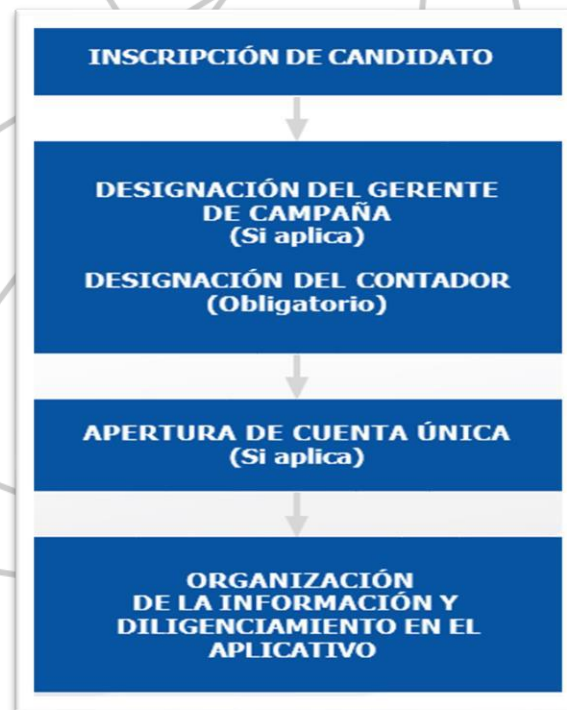 INSCRIPCIÓN DE CANDIDATO
DESIGNACIÓN DEL GERENTE
DE CAMPAÑA
(Si aplica)
DESIGNACIÓN DEL CONTADOR
(Obligatorio)
APERTURA DE CUENTA ÚNICA
(Si aplica)
ORGANIZACIÓN
DE LA INFORMACIÓN Y
DILIGENCIAMIENTO EN EL
APLICATIVO